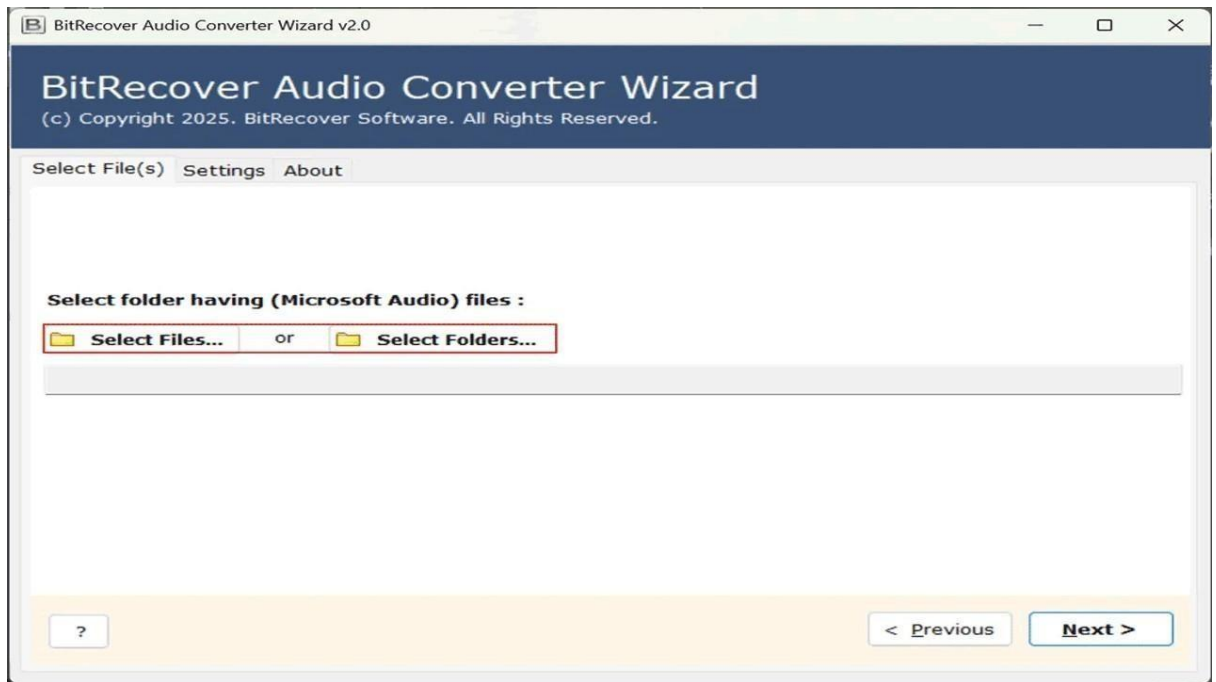 BitRecover Audio Converter Wizard v2.0
BitRecover Audio Converter Wizard
(c) Copyright 2025. BitRecover Software. All Rights Reserved.
Select File(s) Settings About
Select folder having (Microsoft Audio) files :
Select Files... or Select Folders...
? < Previous Next >